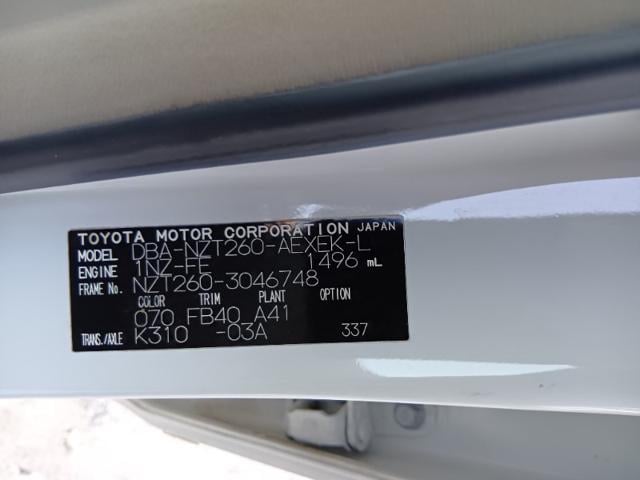 TOYOTA MOTOR CORPORATION JAPAN
MODEL DBA-NZT260-AEXEK-L
ENGINE 1NZ-FE 1496 mL
FRAME No. NZT260-3046748
COLOR TRIM PLANT OPTION
070 FB40 A41
TRANS./AXLE K310 -03A 337